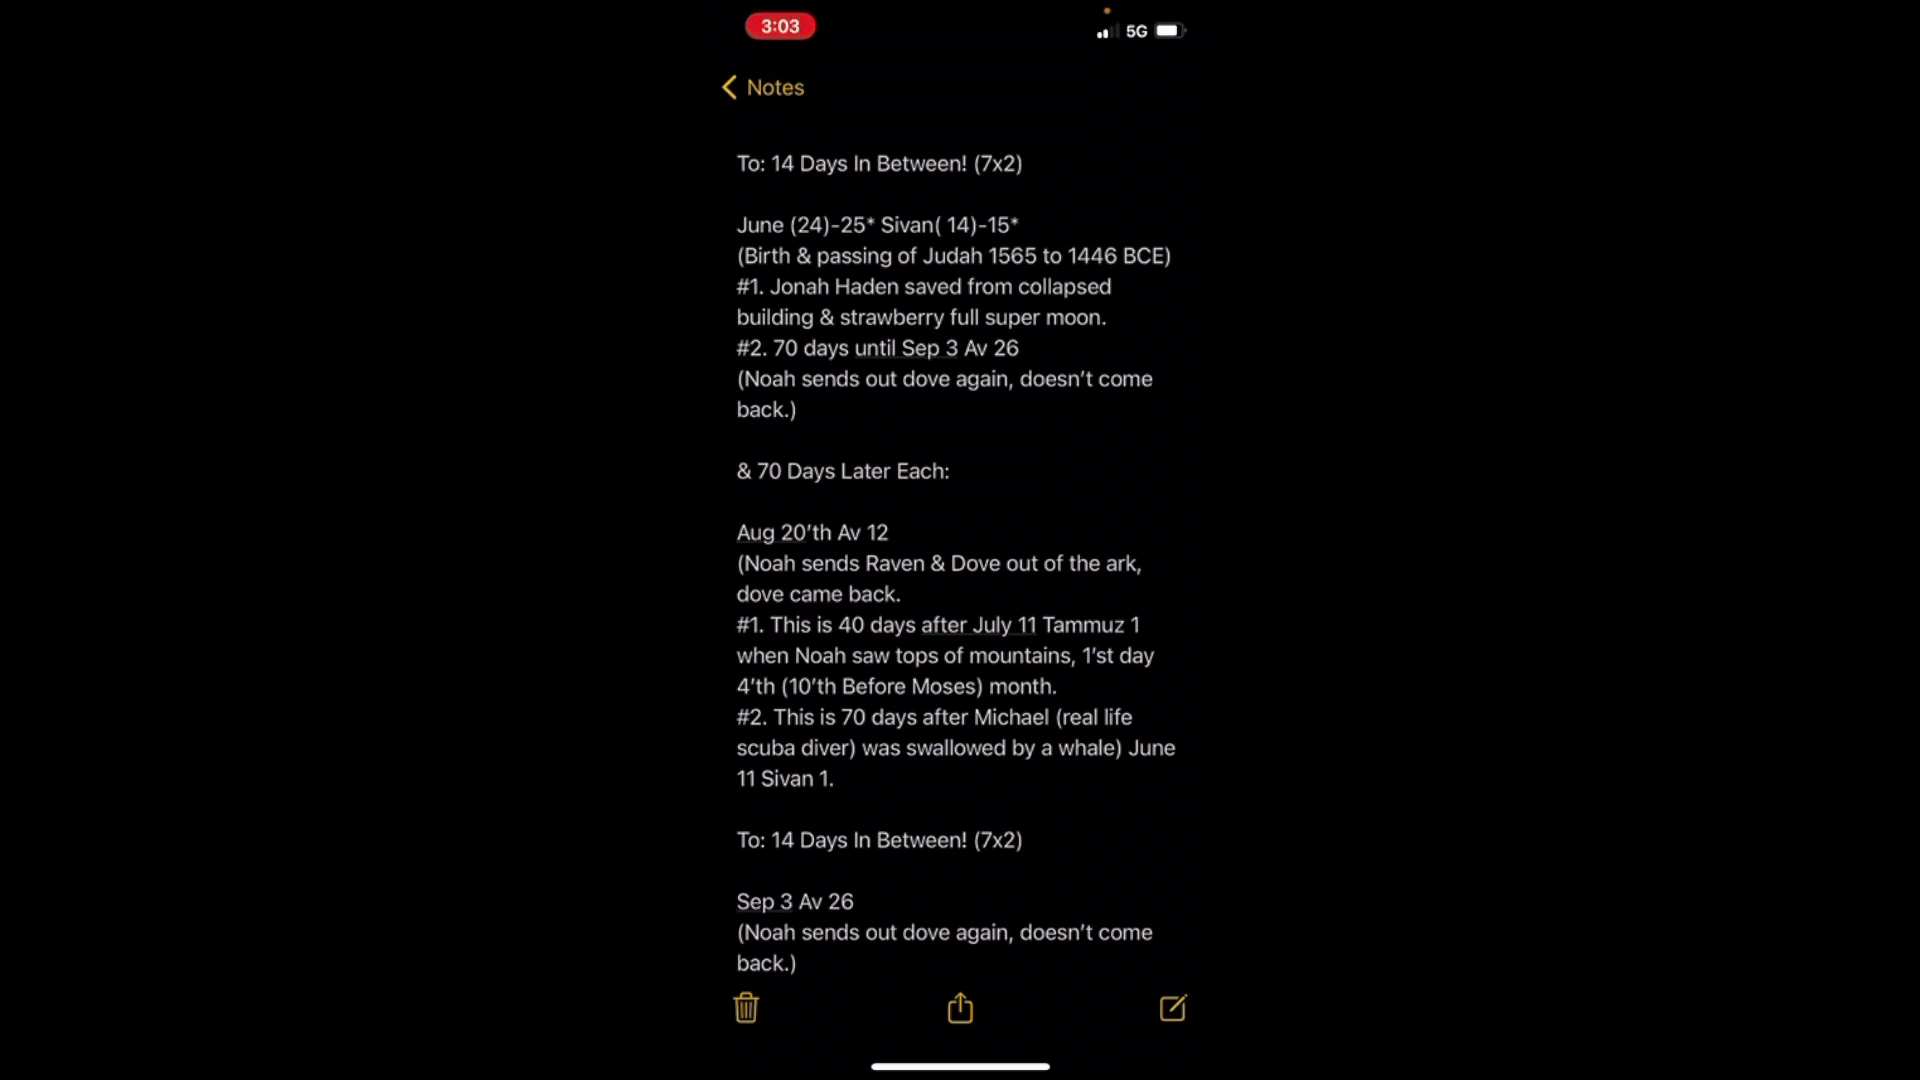 3:03
5G
Notes
To: 14 Days In Between! (7x2)
June (24)-25* Sivan( 14)-15*
(Birth & passing of Judah 1565 to 1446 BCE)
#1. Jonah Haden saved from collapsed
building & strawberry full super moon.
#2. 70 days until Sep 3 Av 26
(Noah sends out dove again, doesn’t come
back.)
& 70 Days Later Each:
Aug 20’th Av 12
(Noah sends Raven & Dove out of the ark,
dove came back.
#1. This is 40 days after July 11 Tammuz 1
when Noah saw tops of mountains, 1’st day
4’th (10’th Before Moses) month.
#2. This is 70 days after Michael (real life
scuba diver) was swallowed by a whale) June
11 Sivan 1.
To: 14 Days In Between! (7x2)
Sep 3 Av 26
(Noah sends out dove again, doesn’t come
back.)